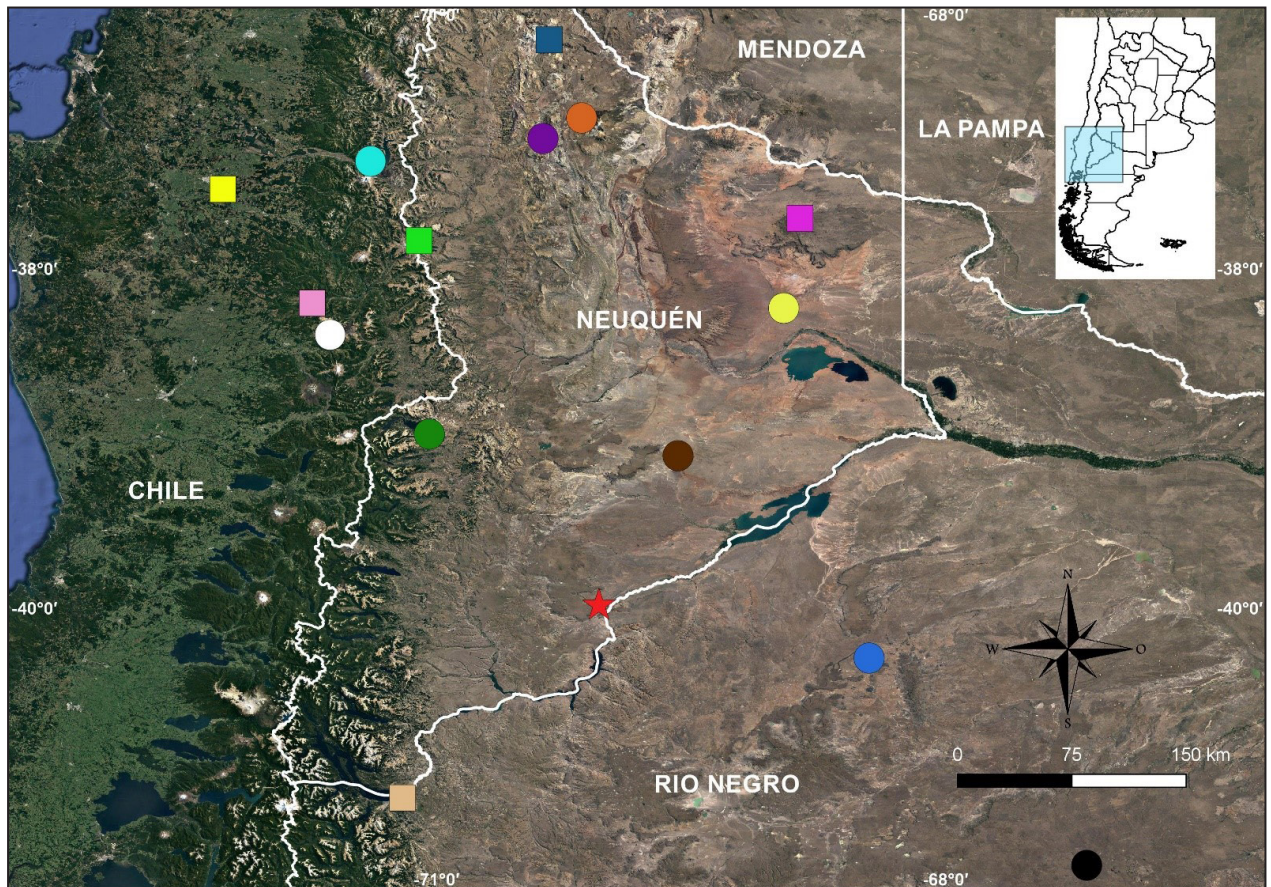 -71°0′
-68°0′
MENDOZA
LA PAMPA
-38°0′
-38°0′
NEUQUÉN
CHILE
N
-40°0′
-40°0′
W
O
S
0
75
150 km
RIO NEGRO
-71°0′
-68°0′